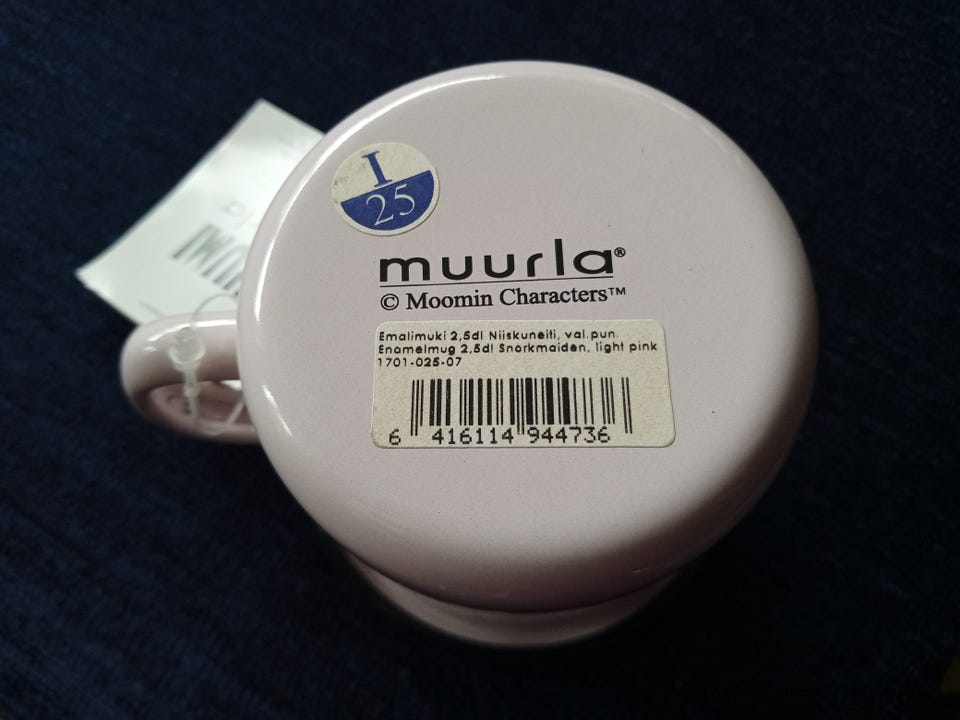 I
25
muurla®
© Moomin Characters™
Emalimuki 2,5dl Niiskuneiti, val.pun.
Enamelmug 2,5dl Snorkmaiden, light pink
1701-025-07
6 416114 944736